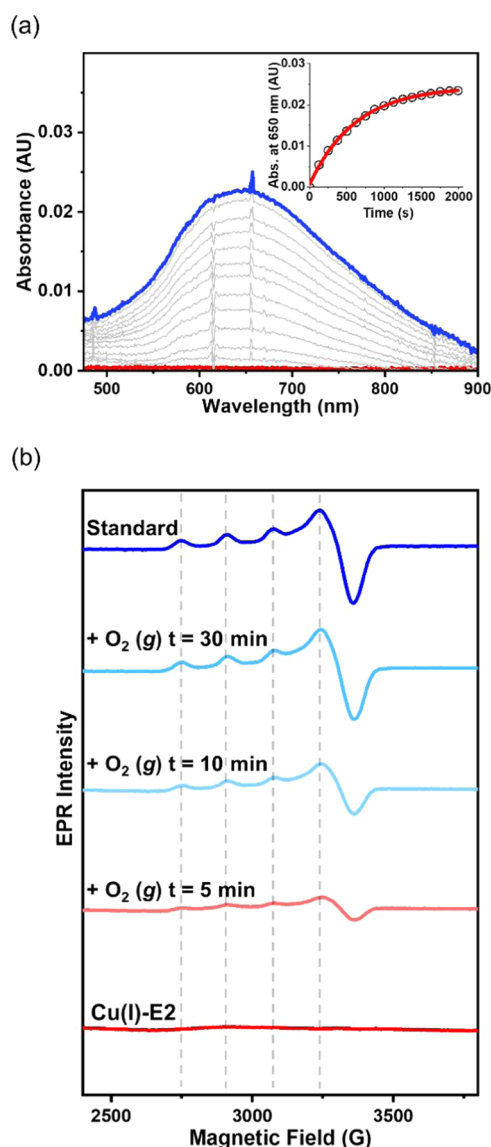 (a)
Absorbance (AU)
0.03
0.02
0.01
0.00
500
600
700
800
900
Wavelength (nm)
Abs. at 650 nm (AU)
0.03
0.02
0.01
0.00
0
500
1000
1500
2000
Time (s)
(b)
EPR Intensity
Standard
+ O₂ (g) t = 30 min
+ O₂ (g) t = 10 min
+ O₂ (g) t = 5 min
Cu(I)-E2
2500
3000
3500
Magnetic Field (G)